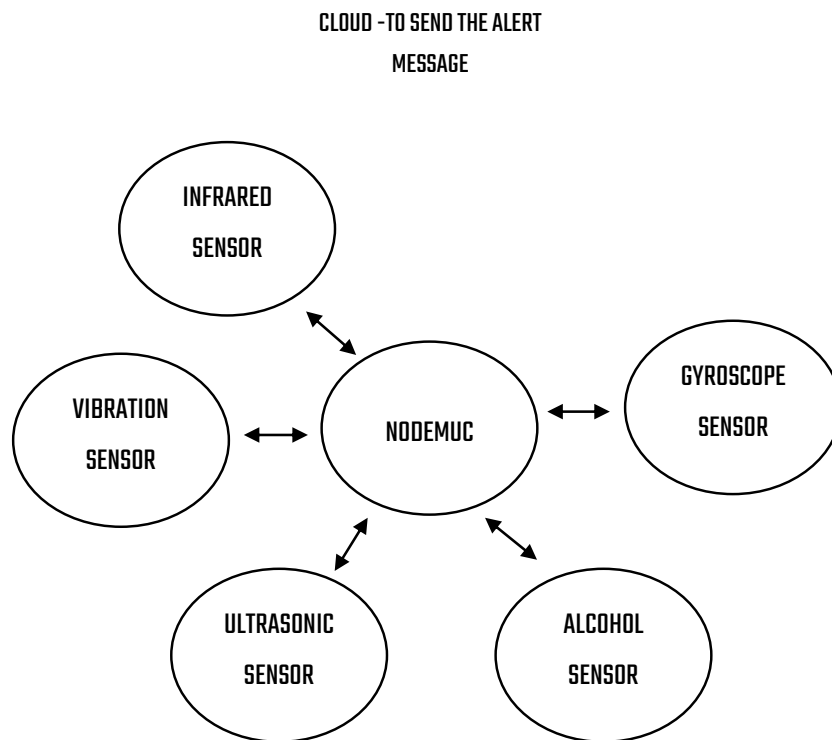 CLOUD -TO SEND THE ALERT
MESSAGE
INFRARED
SENSOR
GYROSCOPE
SENSOR
VIBRATION
SENSOR
NODEMUC
ULTRASONIC
SENSOR
ALCOHOL
SENSOR